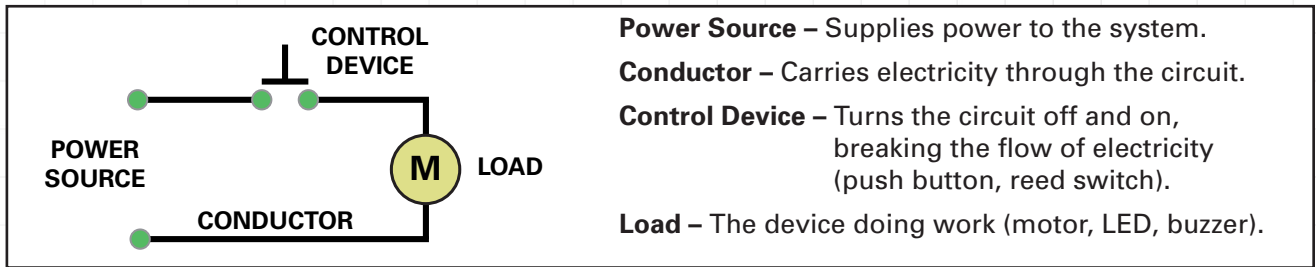 CONTROL
DEVICE
POWER
SOURCE
M
LOAD
CONDUCTOR
Power Source – Supplies power to the system.
Conductor – Carries electricity through the circuit.
Control Device – Turns the circuit off and on,
breaking the flow of electricity
(push button, reed switch).
Load – The device doing work (motor, LED, buzzer).